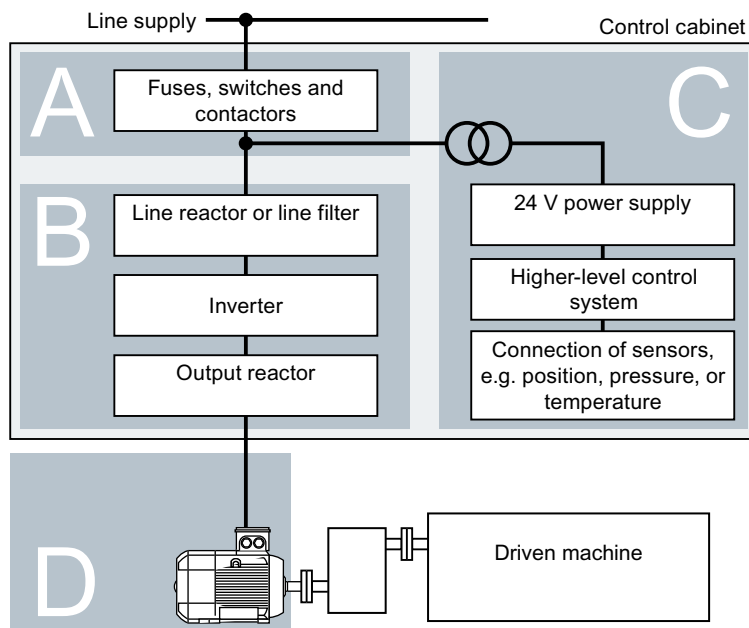 Line supply
Control cabinet
A
Fuses, switches and
contactors
C
B
Line reactor or line filter
24 V power supply
Inverter
Higher-level control
system
Output reactor
Connection of sensors,
e.g. position, pressure, or
temperature
D
Driven machine